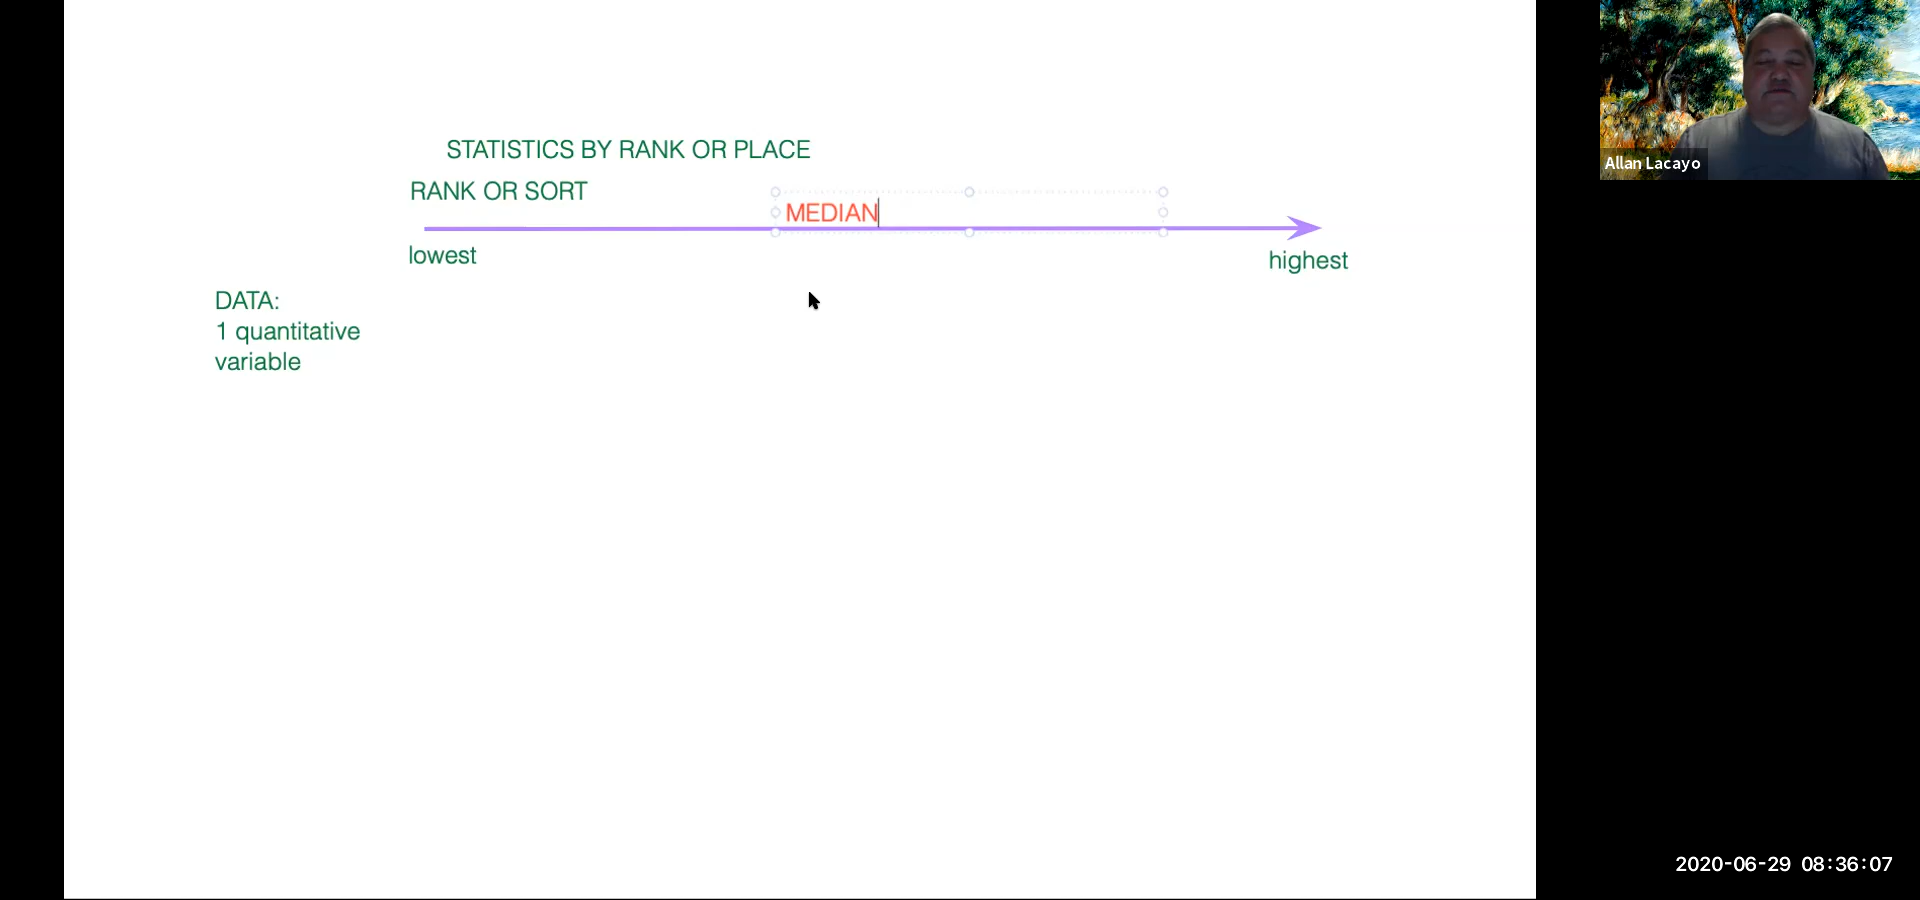 STATISTICS BY RANK OR PLACE
RANK OR SORT
MEDIAN
lowest
highest
DATA:
1 quantitative
variable
Allan Lacayo
2020-06-29 08:36:07